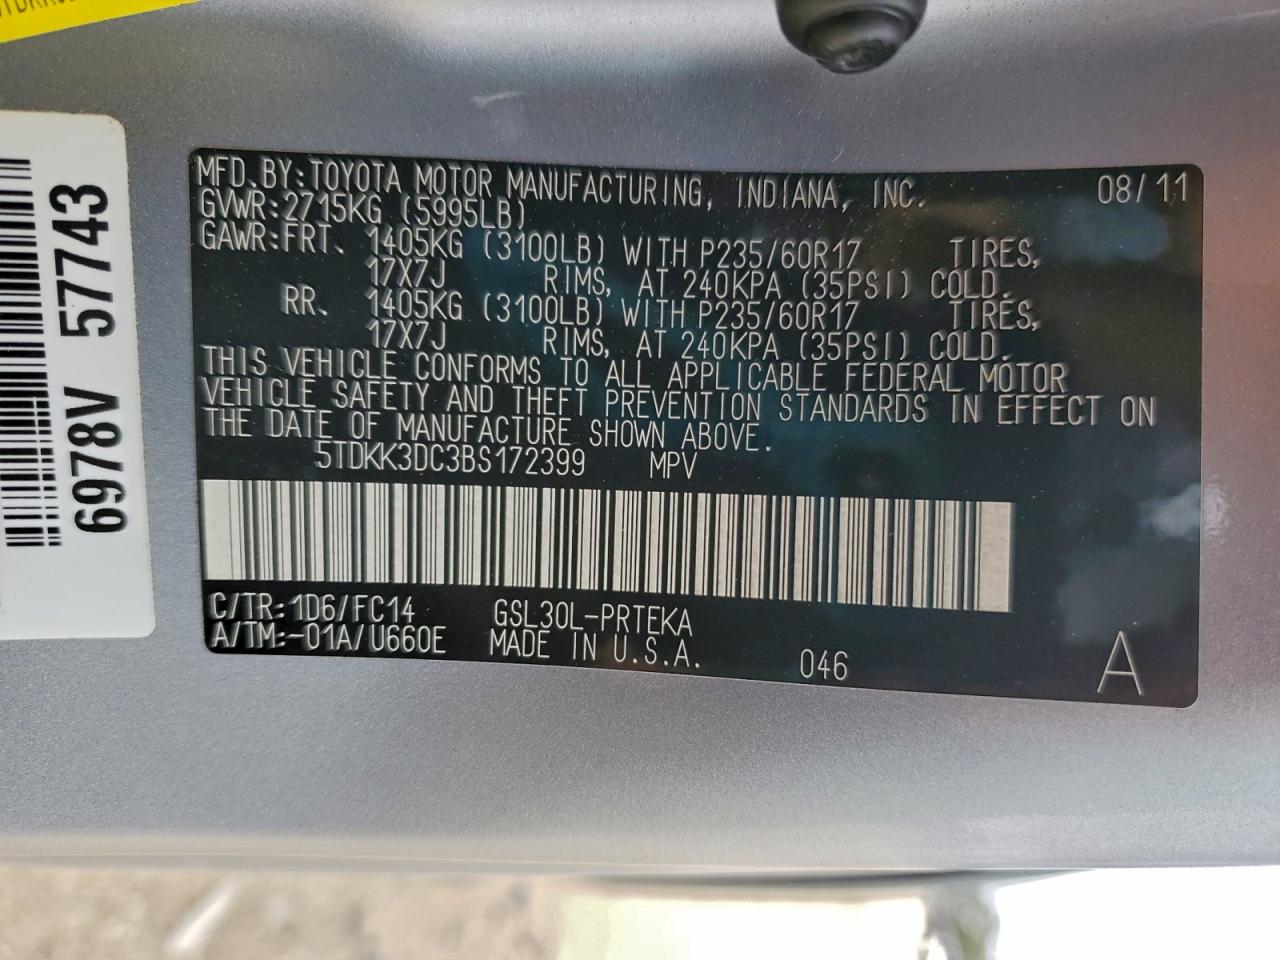 MFD.BY:TOYOTA MOTOR MANUFACTURING, INDIANA, INC. 08/11
GVWR:2715KG (5995LB)
GAWR:FRT. 1405KG (3100LB) WITH P235/60R17 TIRES,
17X7J RIMS, AT 240KPA (35PSI) COLD.
RR. 1405KG (3100LB) WITH P235/60R17 TIRES,
17X7J RIMS, AT 240KPA (35PSI) COLD.
THIS VEHICLE CONFORMS TO ALL APPLICABLE FEDERAL MOTOR
VEHICLE SAFETY AND THEFT PREVENTION STANDARDS IN EFFECT ON
THE DATE OF MANUFACTURE SHOWN ABOVE.
5TDKK3DC3BS172399 MPV
C/TR:1D6/FC14 GSL30L-PRTEKA
A/TM:-01A/U660E MADE IN U.S.A. 046 A
6978V 57743